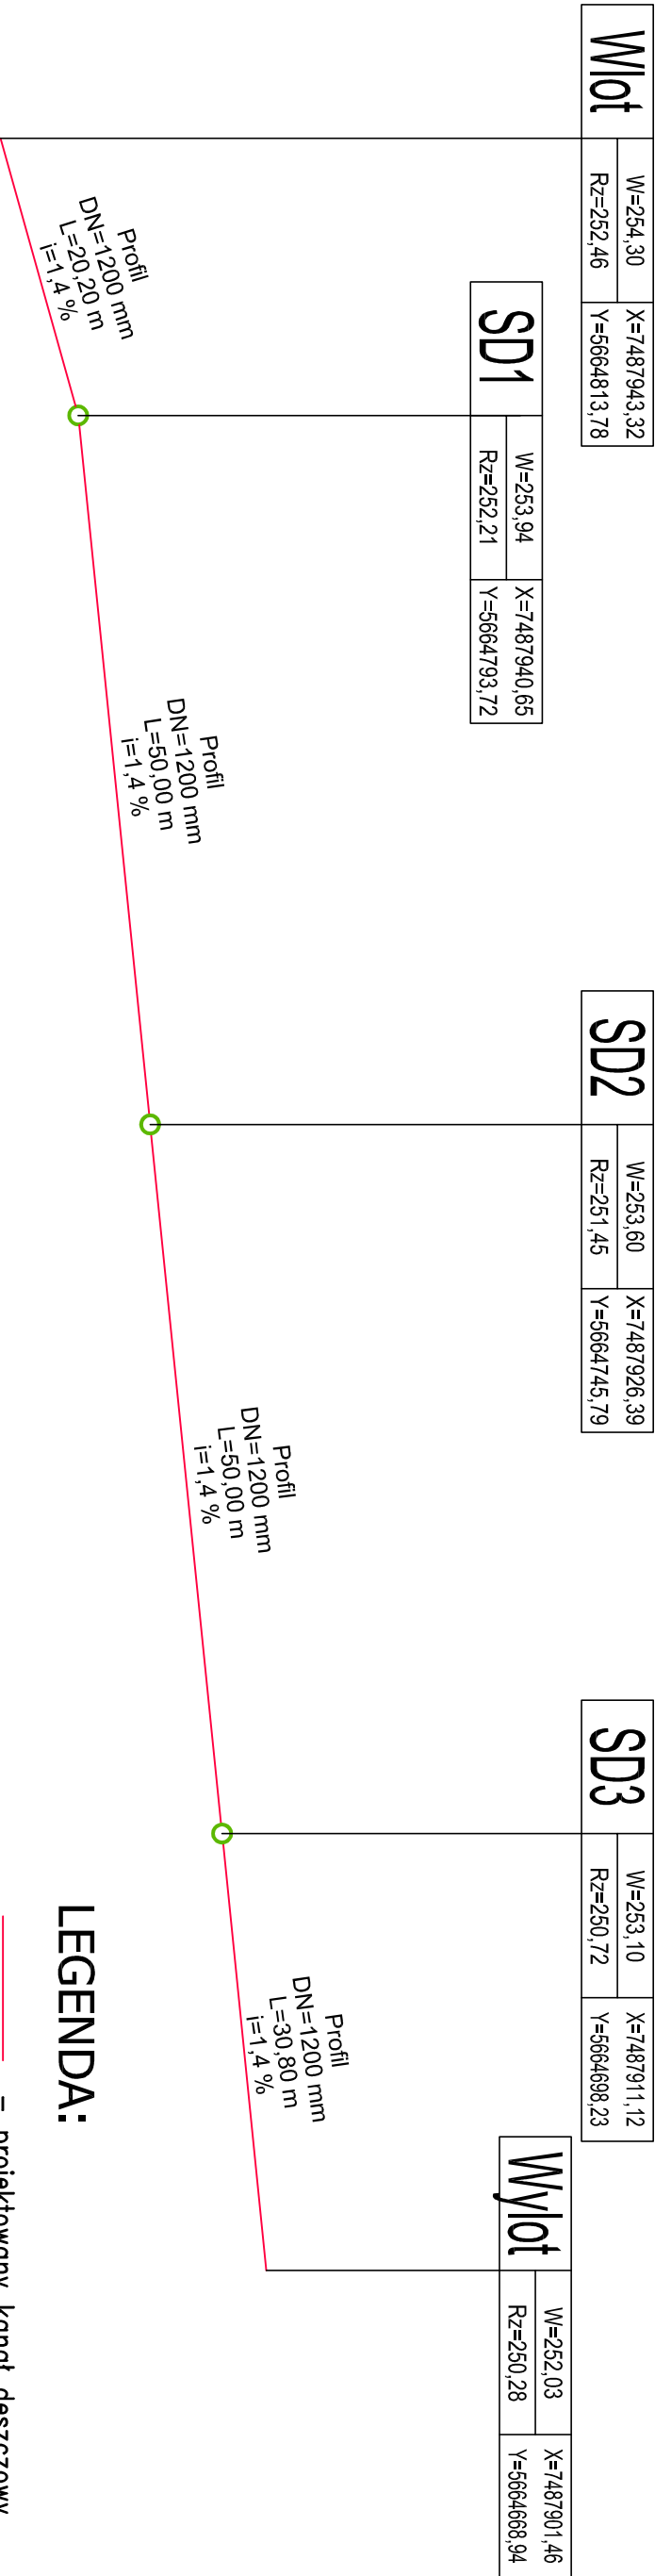 Wlot
W=254,30
Rz=252,46
X=7487943,32
Y=5664813,78
Profil
DN=1200 mm
L=20,20 m
i=1,4 %
SD1
W=253,94
Rz=252,21
X=7487940,65
Y=5664793,72
Profil
DN=1200 mm
L=50,00 m
i=1,4 %
SD2
W=253,60
Rz=251,45
X=7487926,39
Y=5664745,79
Profil
DN=1200 mm
L=50,00 m
i=1,4 %
SD3
W=253,10
Rz=250,72
X=7487911,12
Y=5664698,23
Profil
DN=1200 mm
L=30,80 m
i=1,4 %
Wylot
W=252,03
Rz=250,28
X=7487901,46
Y=5664668,94
LEGENDA:
– projektowany kanał deszczowy